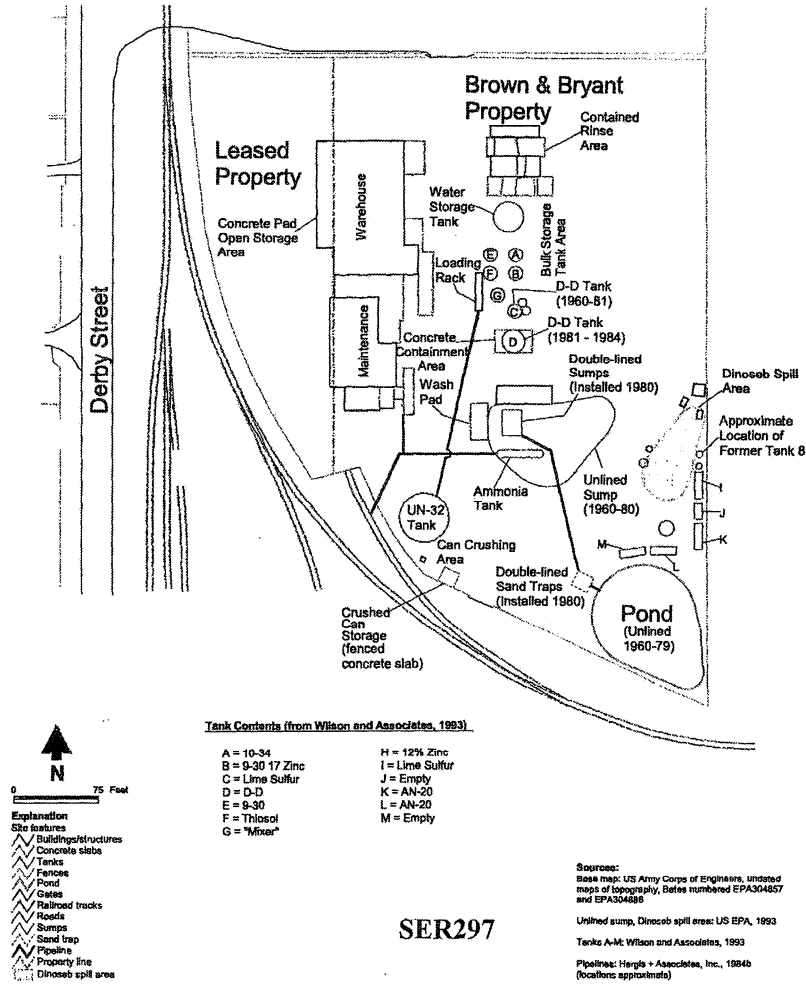 Brown & Bryant
Property
Contained
Rinse
Area
Leased
Property
Water
Storage
Tank
Warehouse
Concrete Pad
Open Storage
Area
Bulk Storage
Tank Area
Loading
Rack
E
A
F
B
G
C
D-D Tank
(1960-81)
D
D-D Tank
(1981 - 1984)
Derby Street
Maintenance
Concrete
Containment
Area
Double-lined
Sumps
(Installed 1980)
Wash
Pad
Dinoseb Spill
Area
Approximate
Location of
Former Tank 8
Unlined
Sump
(1960-80)
Ammonia
Tank
I
J
K
UN-32
Tank
M
L
Can Crushing
Area
Double-lined
Sand Traps
(Installed 1980)
Crushed
Can
Storage
(fenced
concrete slab)
Pond
(Unlined
1960-79)
Tank Contents (from Wilson and Associates, 1993)
A = 10-34
B = 9-30 17 Zinc
C = Lime Sulfur
D = D-D
E = 9-30
F = Thiosol
G = "Mixer"
H = 12% Zinc
I = Lime Sulfur
J = Empty
K = AN-20
L = AN-20
M = Empty
N
0 75 Feet
Explanation
Site features
Buildings/structures
Concrete slabs
Tanks
Fences
Pond
Gates
Railroad tracks
Roads
Sumps
Sand trap
Pipeline
Property line
Dinoseb spill area
SER297
Sources:
Base map: US Army Corps of Engineers, undated
maps of topography, Bates numbered EPA304857
and EPA304886
Unlined sump, Dinoseb spill area: US EPA, 1993
Tanks A-M: Wilson and Associates, 1993
Pipelines: Hargis + Associates, Inc., 1984b
(locations approximate)